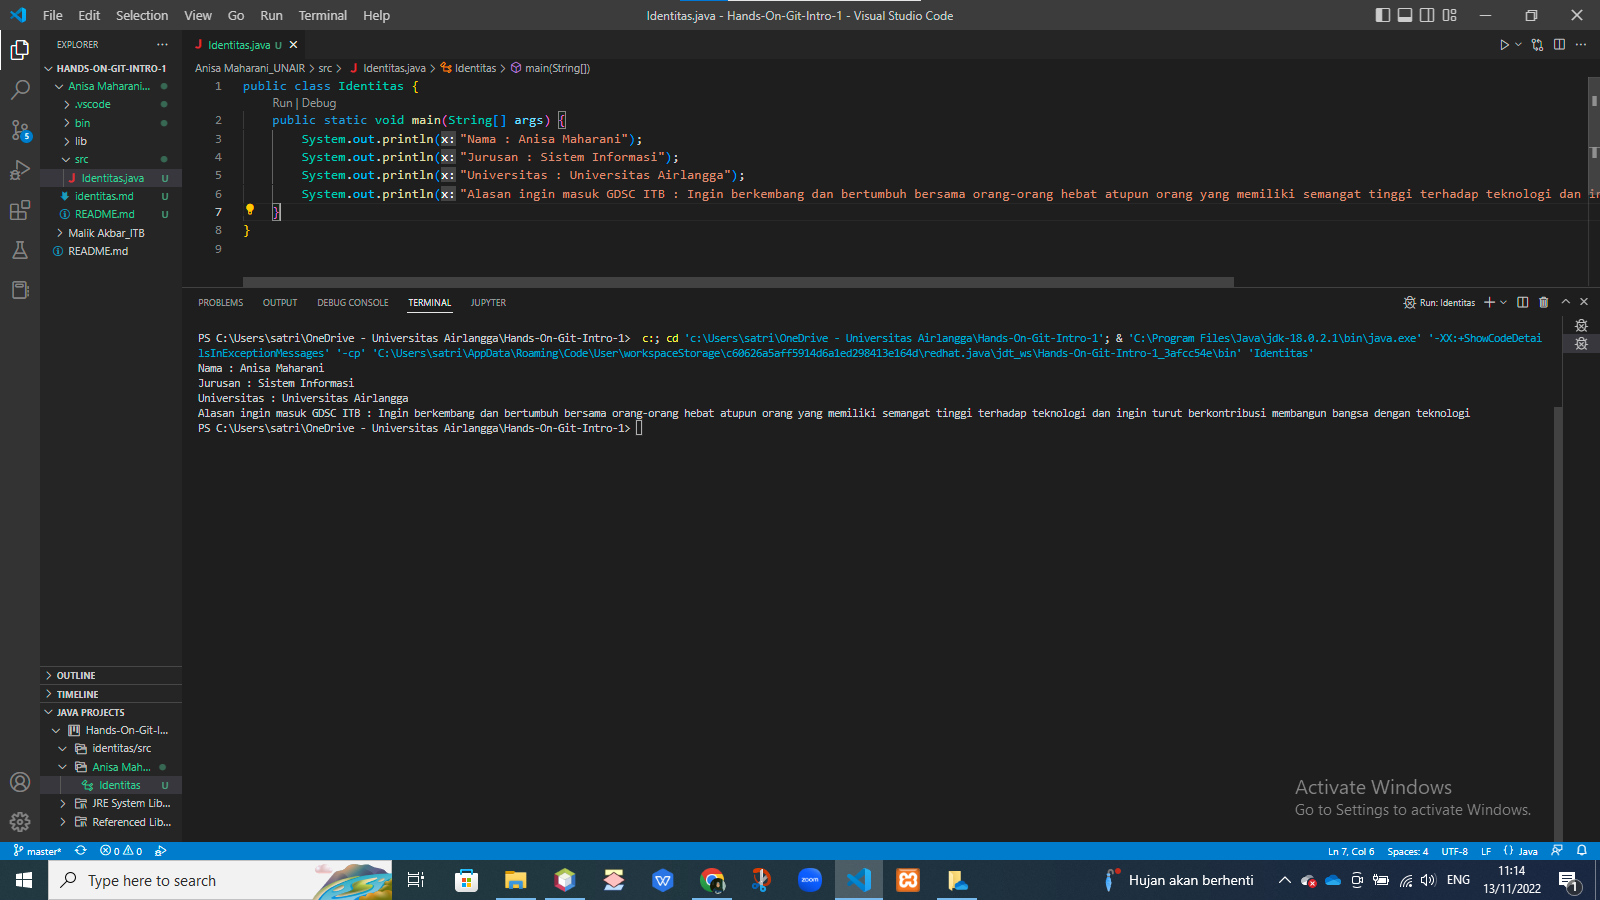 File Edit Selection View Go Run Terminal Help
Identitas.java - Hands-On-Git-Intro-1 - Visual Studio Code
EXPLORER
HANDS-ON-GIT-INTRO-1
Anisa Maharani...
.vscode
bin
lib
src
Identitas.java U
identitas.md U
README.md U
Malik Akbar_ITB
README.md
OUTLINE
TIMELINE
JAVA PROJECTS
Hands-On-Git-I...
identitas/src
Anisa Mah...
Identitas U
JRE System Lib...
Referenced Lib...
5
Identitas.java U
Anisa Maharani_UNAIR > src > Identitas.java > Identitas > main(String[])
1 public class Identitas {
Run | Debug
2 public static void main(String[] args) {
3 System.out.println(x: "Nama : Anisa Maharani");
4 System.out.println(x: "Jurusan : Sistem Informasi");
5 System.out.println(x: "Universitas : Universitas Airlangga");
6 System.out.println(x: "Alasan ingin masuk GDSC ITB : Ingin berkembang dan bertumbuh bersama orang-orang hebat atupun orang yang memiliki semangat tinggi terhadap teknologi dan in
7 }
8 }
9
PROBLEMS OUTPUT DEBUG CONSOLE TERMINAL JUPYTER
Run: Identitas
PS C:\Users\satri\OneDrive - Universitas Airlangga\Hands-On-Git-Intro-1> c:; cd 'c:\Users\satri\OneDrive - Universitas Airlangga\Hands-On-Git-Intro-1'; & 'C:\Program Files\Java\jdk-18.0.2.1\bin\java.exe' '-XX:+ShowCodeDetai
lsInExceptionMessages' '-cp' 'C:\Users\satri\AppData\Roaming\Code\User\workspaceStorage\c60626a5aff5914d6a1ed298413e164d\redhat.java\jdt_ws\Hands-On-Git-Intro-1_3afcc54e\bin' 'Identitas'
Nama : Anisa Maharani
Jurusan : Sistem Informasi
Universitas : Universitas Airlangga
Alasan ingin masuk GDSC ITB : Ingin berkembang dan bertumbuh bersama orang-orang hebat atupun orang yang memiliki semangat tinggi terhadap teknologi dan ingin turut berkontribusi membangun bangsa dengan teknologi
PS C:\Users\satri\OneDrive - Universitas Airlangga\Hands-On-Git-Intro-1>
Activate Windows
Go to Settings to activate Windows.
master* 0 0
Ln 7, Col 6 Spaces: 4 UTF-8 LF {} Java
Type here to search
zoom
Hujan akan berhenti
ENG
11:14
13/11/2022
1